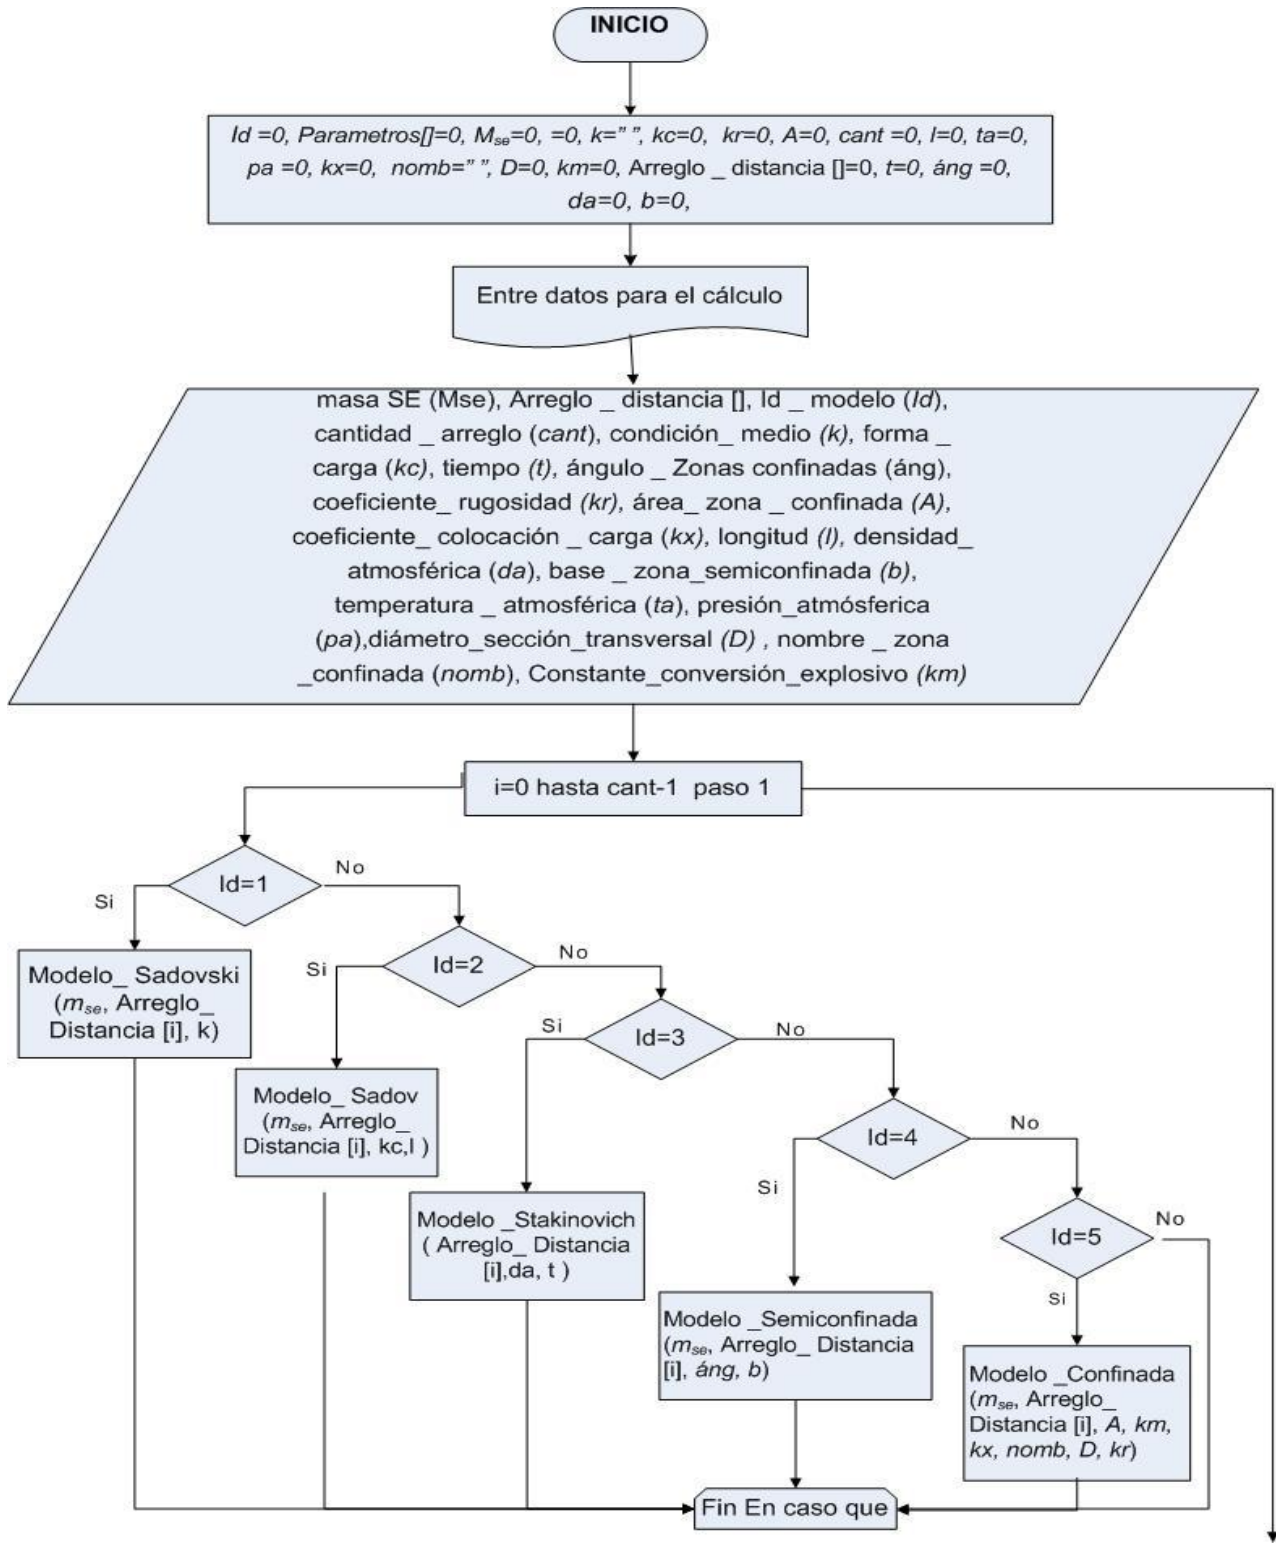 INICIO
Id =0, Parametros[]=0, Mse=0, =0, k=" ", kc=0, kr=0, A=0, cant =0, l=0, ta=0,
pa =0, kx=0, nomb=" ", D=0, km=0, Arreglo _ distancia []=0, t=0, áng =0,
da=0, b=0,
Entre datos para el cálculo
masa SE (Mse), Arreglo _ distancia [], Id _ modelo (Id),
cantidad _ arreglo (cant), condición_ medio (k), forma _
carga (kc), tiempo (t), ángulo _ Zonas confinadas (áng),
coeficiente_ rugosidad (kr), área_ zona _ confinada (A),
coeficiente_ colocación _ carga (kx), longitud (l), densidad_
atmosférica (da), base _ zona_semiconfinada (b),
temperatura _ atmosférica (ta), presión_atmósferica
(pa),diámetro_sección_transversal (D) , nombre _ zona
_confinada (nomb), Constante_conversión_explosivo (km)
i=0 hasta cant-1 paso 1
Id=1
No
Si
Modelo_ Sadovski
(mse, Arreglo_
Distancia [i], k)
Id=2
No
Si
Modelo_ Sadov
(mse, Arreglo_
Distancia [i], kc,l )
Id=3
No
Si
Modelo _Stakinovich
( Arreglo_ Distancia
[i],da, t )
Id=4
No
Si
Modelo _Semiconfinada
(mse, Arreglo_ Distancia
[i], áng, b)
Id=5
No
Si
Modelo _Confinada
(mse, Arreglo_
Distancia [i], A, km,
kx, nomb, D, kr)
Fin En caso que